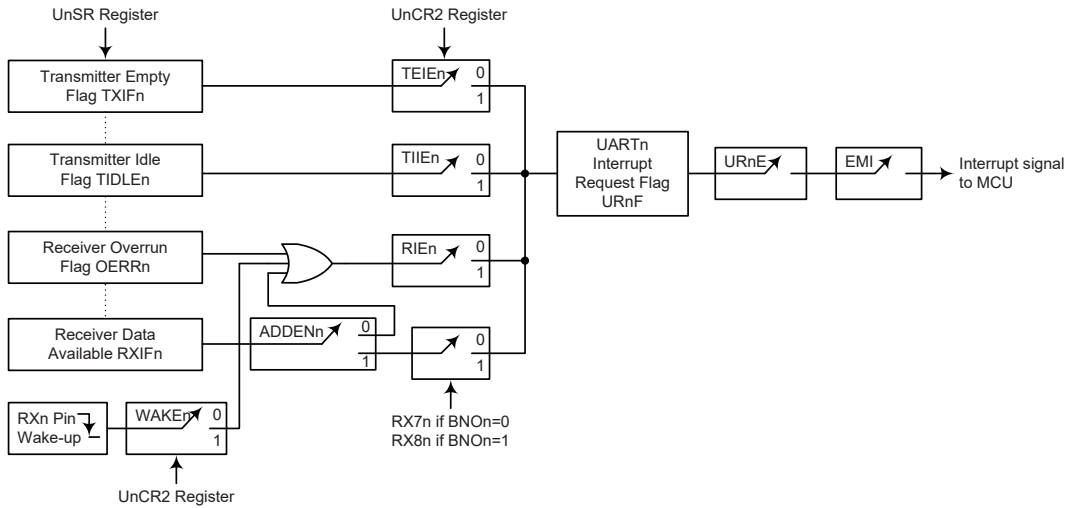 UnSR Register
UnCR2 Register
Transmitter Empty
Flag TXIFn
TEIEn
0
1
Transmitter Idle
Flag TIDLEn
TIIEn
0
1
UARTn
Interrupt
Request Flag
URnF
URnE
EMI
Interrupt signal
to MCU
Receiver Overrun
Flag OERRn
RIEn
0
1
Receiver Data
Available RXIFn
ADDENn
0
1
0
1
RXn Pin
Wake-up
WAKEn
0
1
RX7n if BNOn=0
RX8n if BNOn=1
UnCR2 Register